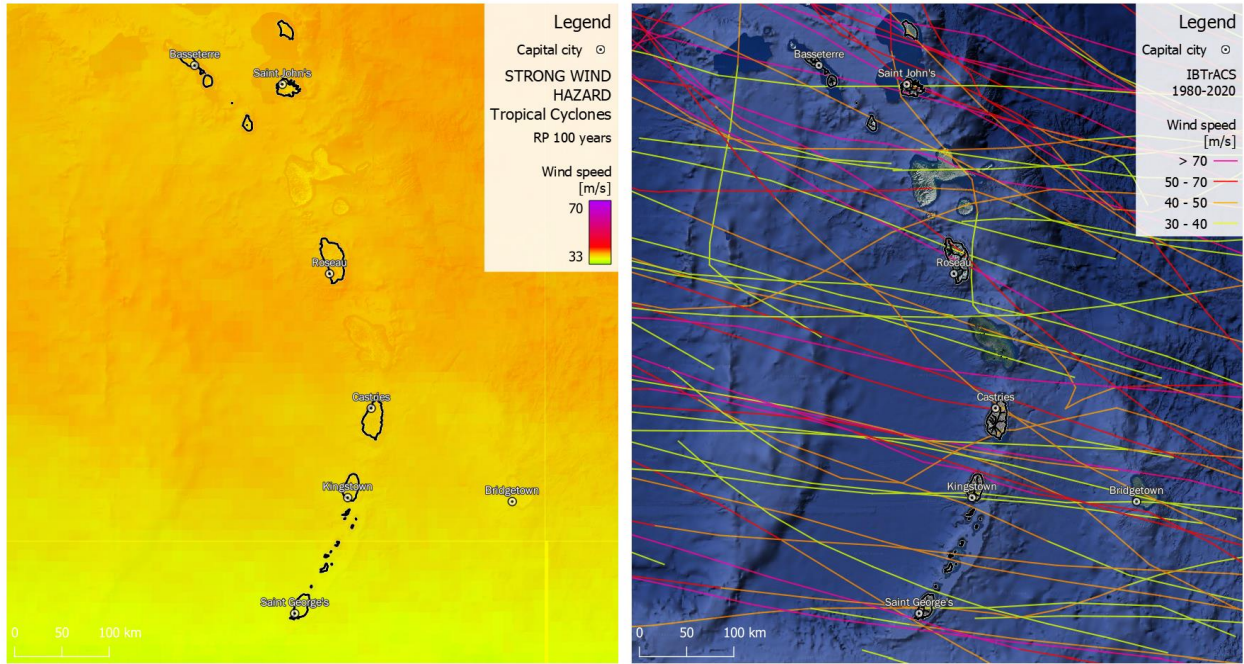 Legend
Capital city
STRONG WIND
HAZARD
Tropical Cyclones
RP 100 years
Wind speed
[m/s]
70
33
Basseterre
Saint John's
Roseau
Castries
Kingstown
Bridgetown
Saint George's
0 50 100 km
Legend
Capital city
IBTrACS
1980-2020
Wind speed
[m/s]
> 70
50 - 70
40 - 50
30 - 40
Basseterre
Saint John's
Roseau
Castries
Kingstown
Bridgetown
Saint George's
0 50 100 km